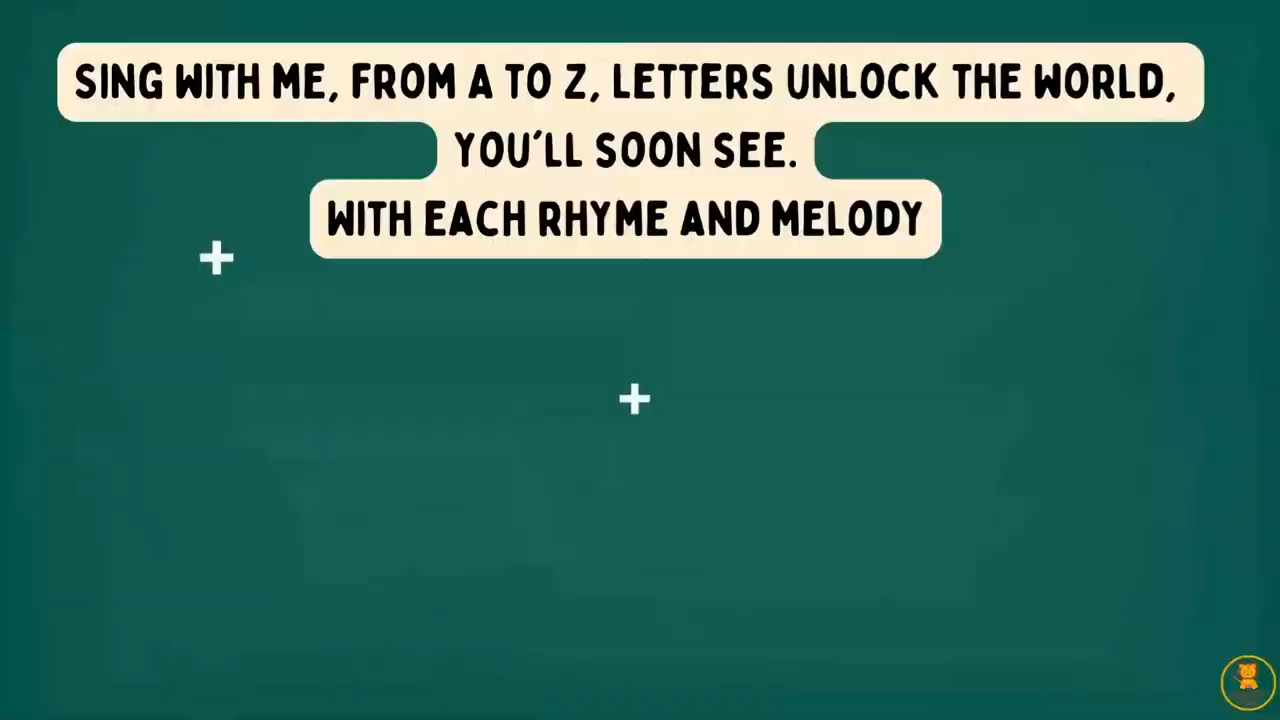 SING WITH ME, FROM A TO Z, LETTERS UNLOCK THE WORLD,
YOU'LL SOON SEE.
WITH EACH RHYME AND MELODY